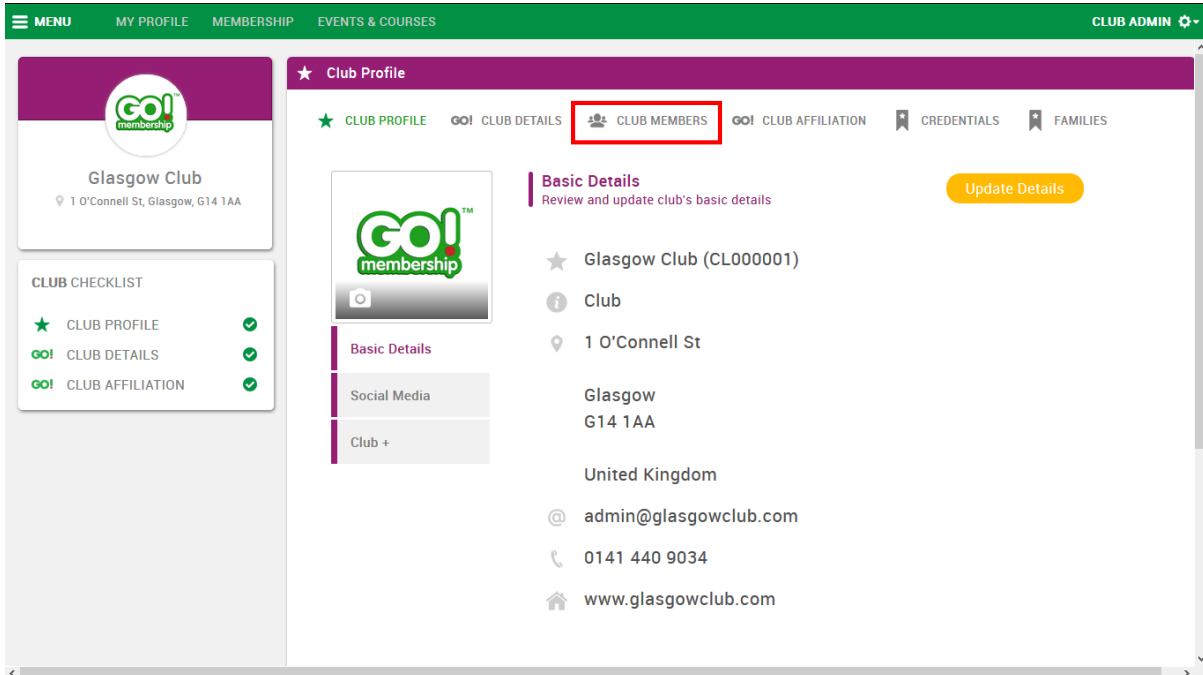 MENU MY PROFILE MEMBERSHIP EVENTS & COURSES CLUB ADMIN
GO!™
membership
Glasgow Club
1 O'Connell St, Glasgow, G14 1AA
CLUB CHECKLIST
CLUB PROFILE
GO! CLUB DETAILS
GO! CLUB AFFILIATION
Club Profile
CLUB PROFILE GO! CLUB DETAILS CLUB MEMBERS GO! CLUB AFFILIATION CREDENTIALS FAMILIES
GO!™
membership
Basic Details
Social Media
Club +
Basic Details
Review and update club's basic details
Update Details
Glasgow Club (CL000001)
Club
1 O'Connell St
Glasgow
G14 1AA
United Kingdom
admin@glasgowclub.com
0141 440 9034
www.glasgowclub.com